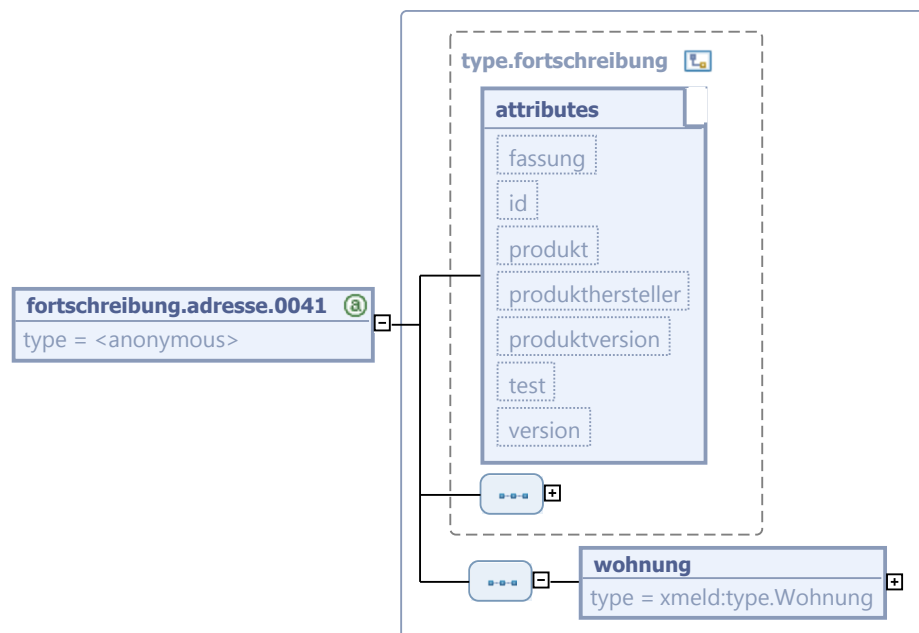 type.fortschreibung
attributes
fassung
id
produkt
produkthersteller
produktversion
test
version
fortschreibung.adresse.0041 a
type = <anonymous>
wohnung
type = xmeld:type.Wohnung